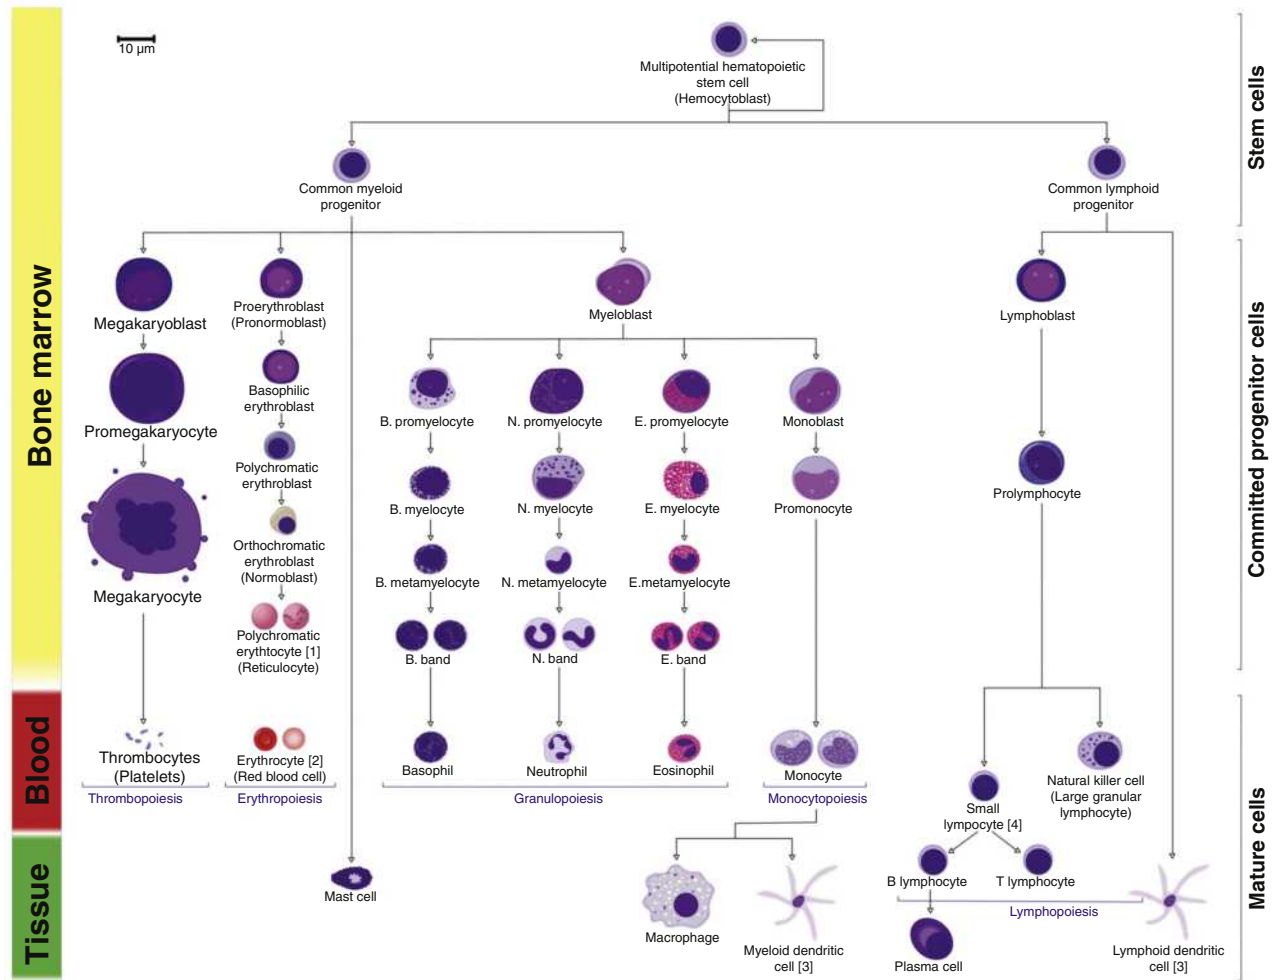 10 µm
Multipotential hematopoietic
stem cell
(Hemocytoblast)
Common myeloid
progenitor
Common lymphoid
progenitor
Stem cells
Bone marrow
Megakaryoblast
Promegakaryocyte
Megakaryocyte
Thrombocytes
(Platelets)
Thrombopoiesis
Proerythroblast
(Pronormoblast)
Basophilic
erythroblast
Polychromatic
erythroblast
Orthochromatic
erythroblast
(Normoblast)
Polychromatic
erythtocyte [1]
(Reticulocyte)
Erythrocyte [2]
(Red blood cell)
Erythropoiesis
Mast cell
Myeloblast
B. promyelocyte
B. myelocyte
B. metamyelocyte
B. band
Basophil
N. promyelocyte
N. myelocyte
N. metamyelocyte
N. band
Neutrophil
E. promyelocyte
E. myelocyte
E.metamyelocyte
E. band
Eosinophil
Granulopoiesis
Monoblast
Promonocyte
Monocyte
Monocytopoiesis
Macrophage
Myeloid dendritic
cell [3]
Lymphoblast
Prolymphocyte
Natural killer cell
(Large granular
lymphocyte)
Small
lympocyte [4]
B lymphocyte
T lymphocyte
Lymphopoiesis
Plasma cell
Lymphoid dendritic
cell [3]
Committed progenitor cells
Mature cells
Blood
Tissue